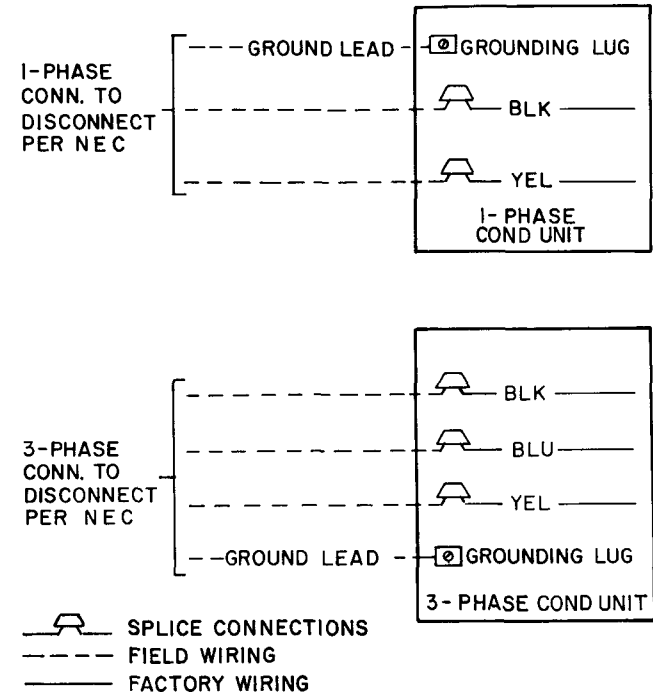 GROUND LEAD
GROUNDING LUG
1-PHASE
CONN. TO
DISCONNECT
PER NEC
BLK
YEL
1-PHASE
COND UNIT
BLK
BLU
YEL
3-PHASE
CONN. TO
DISCONNECT
PER NEC
GROUND LEAD
GROUNDING LUG
3-PHASE COND UNIT
SPLICE CONNECTIONS
FIELD WIRING
FACTORY WIRING